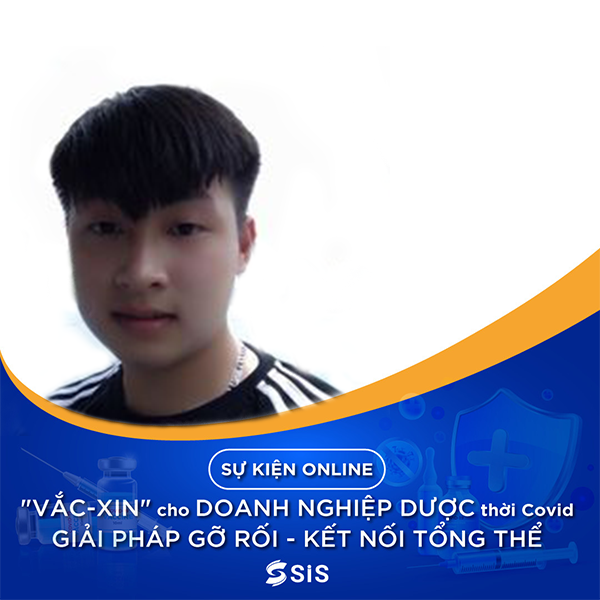 SỰ KIỆN ONLINE
"VẮC-XIN" cho DOANH NGHIỆP DƯỢC thời Covid
GIẢI PHÁP GỠ RỐI - KẾT NỐI TỔNG THỂ
SiS